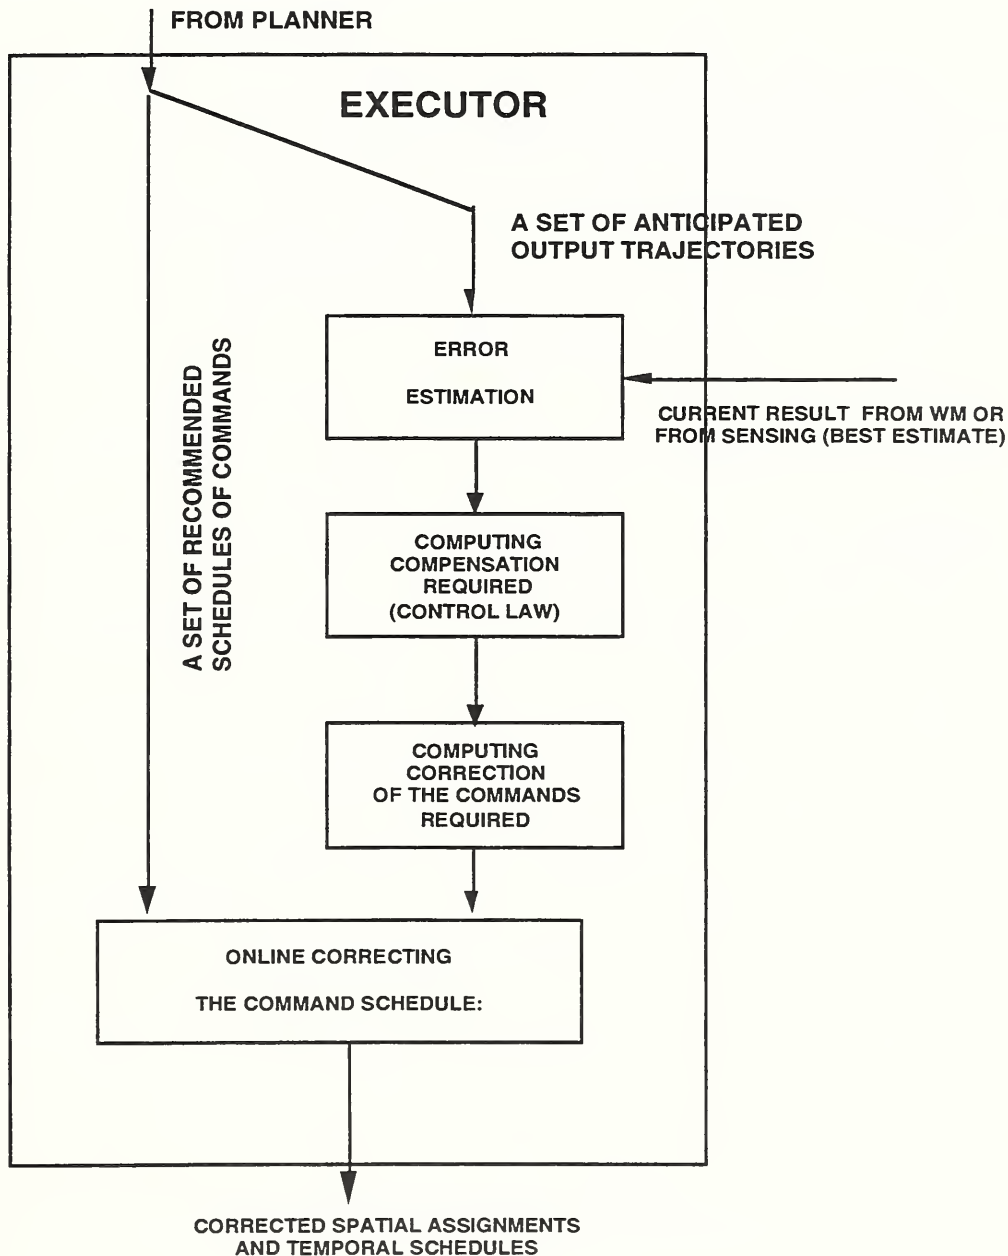 FROM PLANNER
EXECUTOR
A SET OF ANTICIPATED
OUTPUT TRAJECTORIES
A SET OF RECOMMENDED
SCHEDULES OF COMMANDS
ERROR
ESTIMATION
CURRENT RESULT FROM WM OR
FROM SENSING (BEST ESTIMATE)
COMPUTING
COMPENSATION
REQUIRED
(CONTROL LAW)
COMPUTING
CORRECTION
OF THE COMMANDS
REQUIRED
ONLINE CORRECTING
THE COMMAND SCHEDULE:
CORRECTED SPATIAL ASSIGNMENTS
AND TEMPORAL SCHEDULES